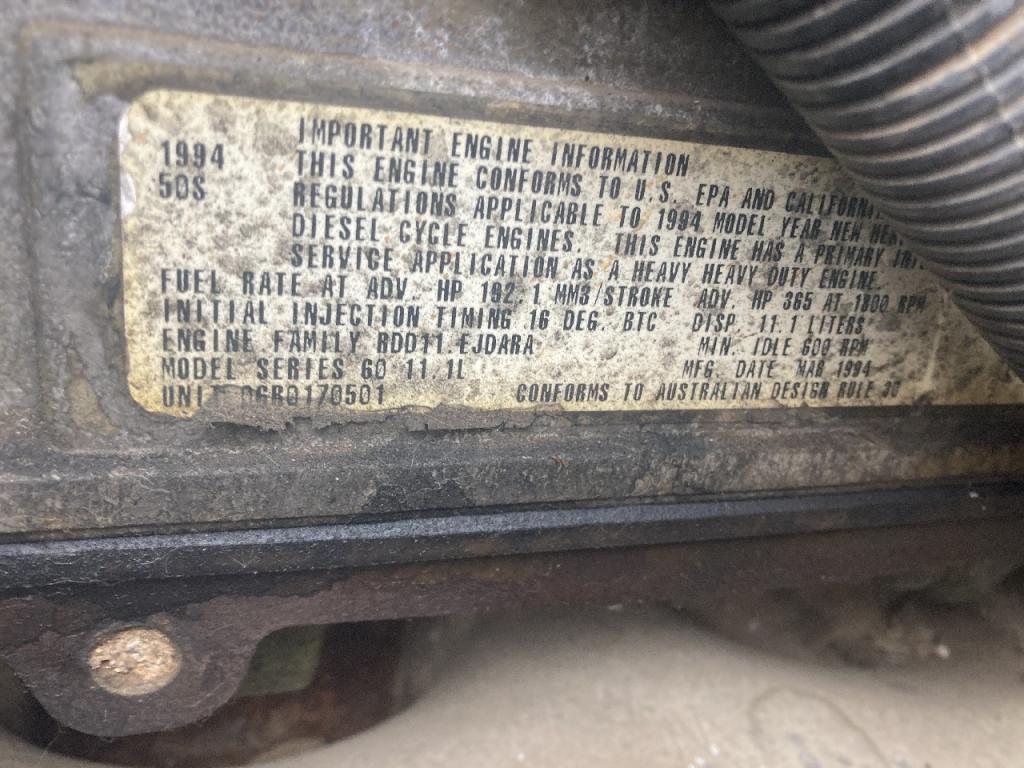 IMPORTANT ENGINE INFORMATION
1994 THIS ENGINE CONFORMS TO U.S. EPA AND
50S REGULATIONS APPLICABLE TO 1994 MODEL YEAR NEW
DIESEL CYCLE ENGINES. THIS ENGINE HAS A PRIMARY
SERVICE APPLICATION AS A HEAVY HEAVY DUTY ENGINE.
FUEL RATE AT ADV. HP 192.1 MM3/STROKE ADV. HP 365 AT 1800 RPM
INITIAL INJECTION TIMING 16 DEG. BTC DISP. 11.1 LITERS
ENGINE FAMILY RDD11.EJDARA MIN. IDLE 600 RPM
MODEL SERIES 60 11.1L MFG. DATE MAR 1994
CONFORMS TO AUSTRALIAN DESIGN RULE 30